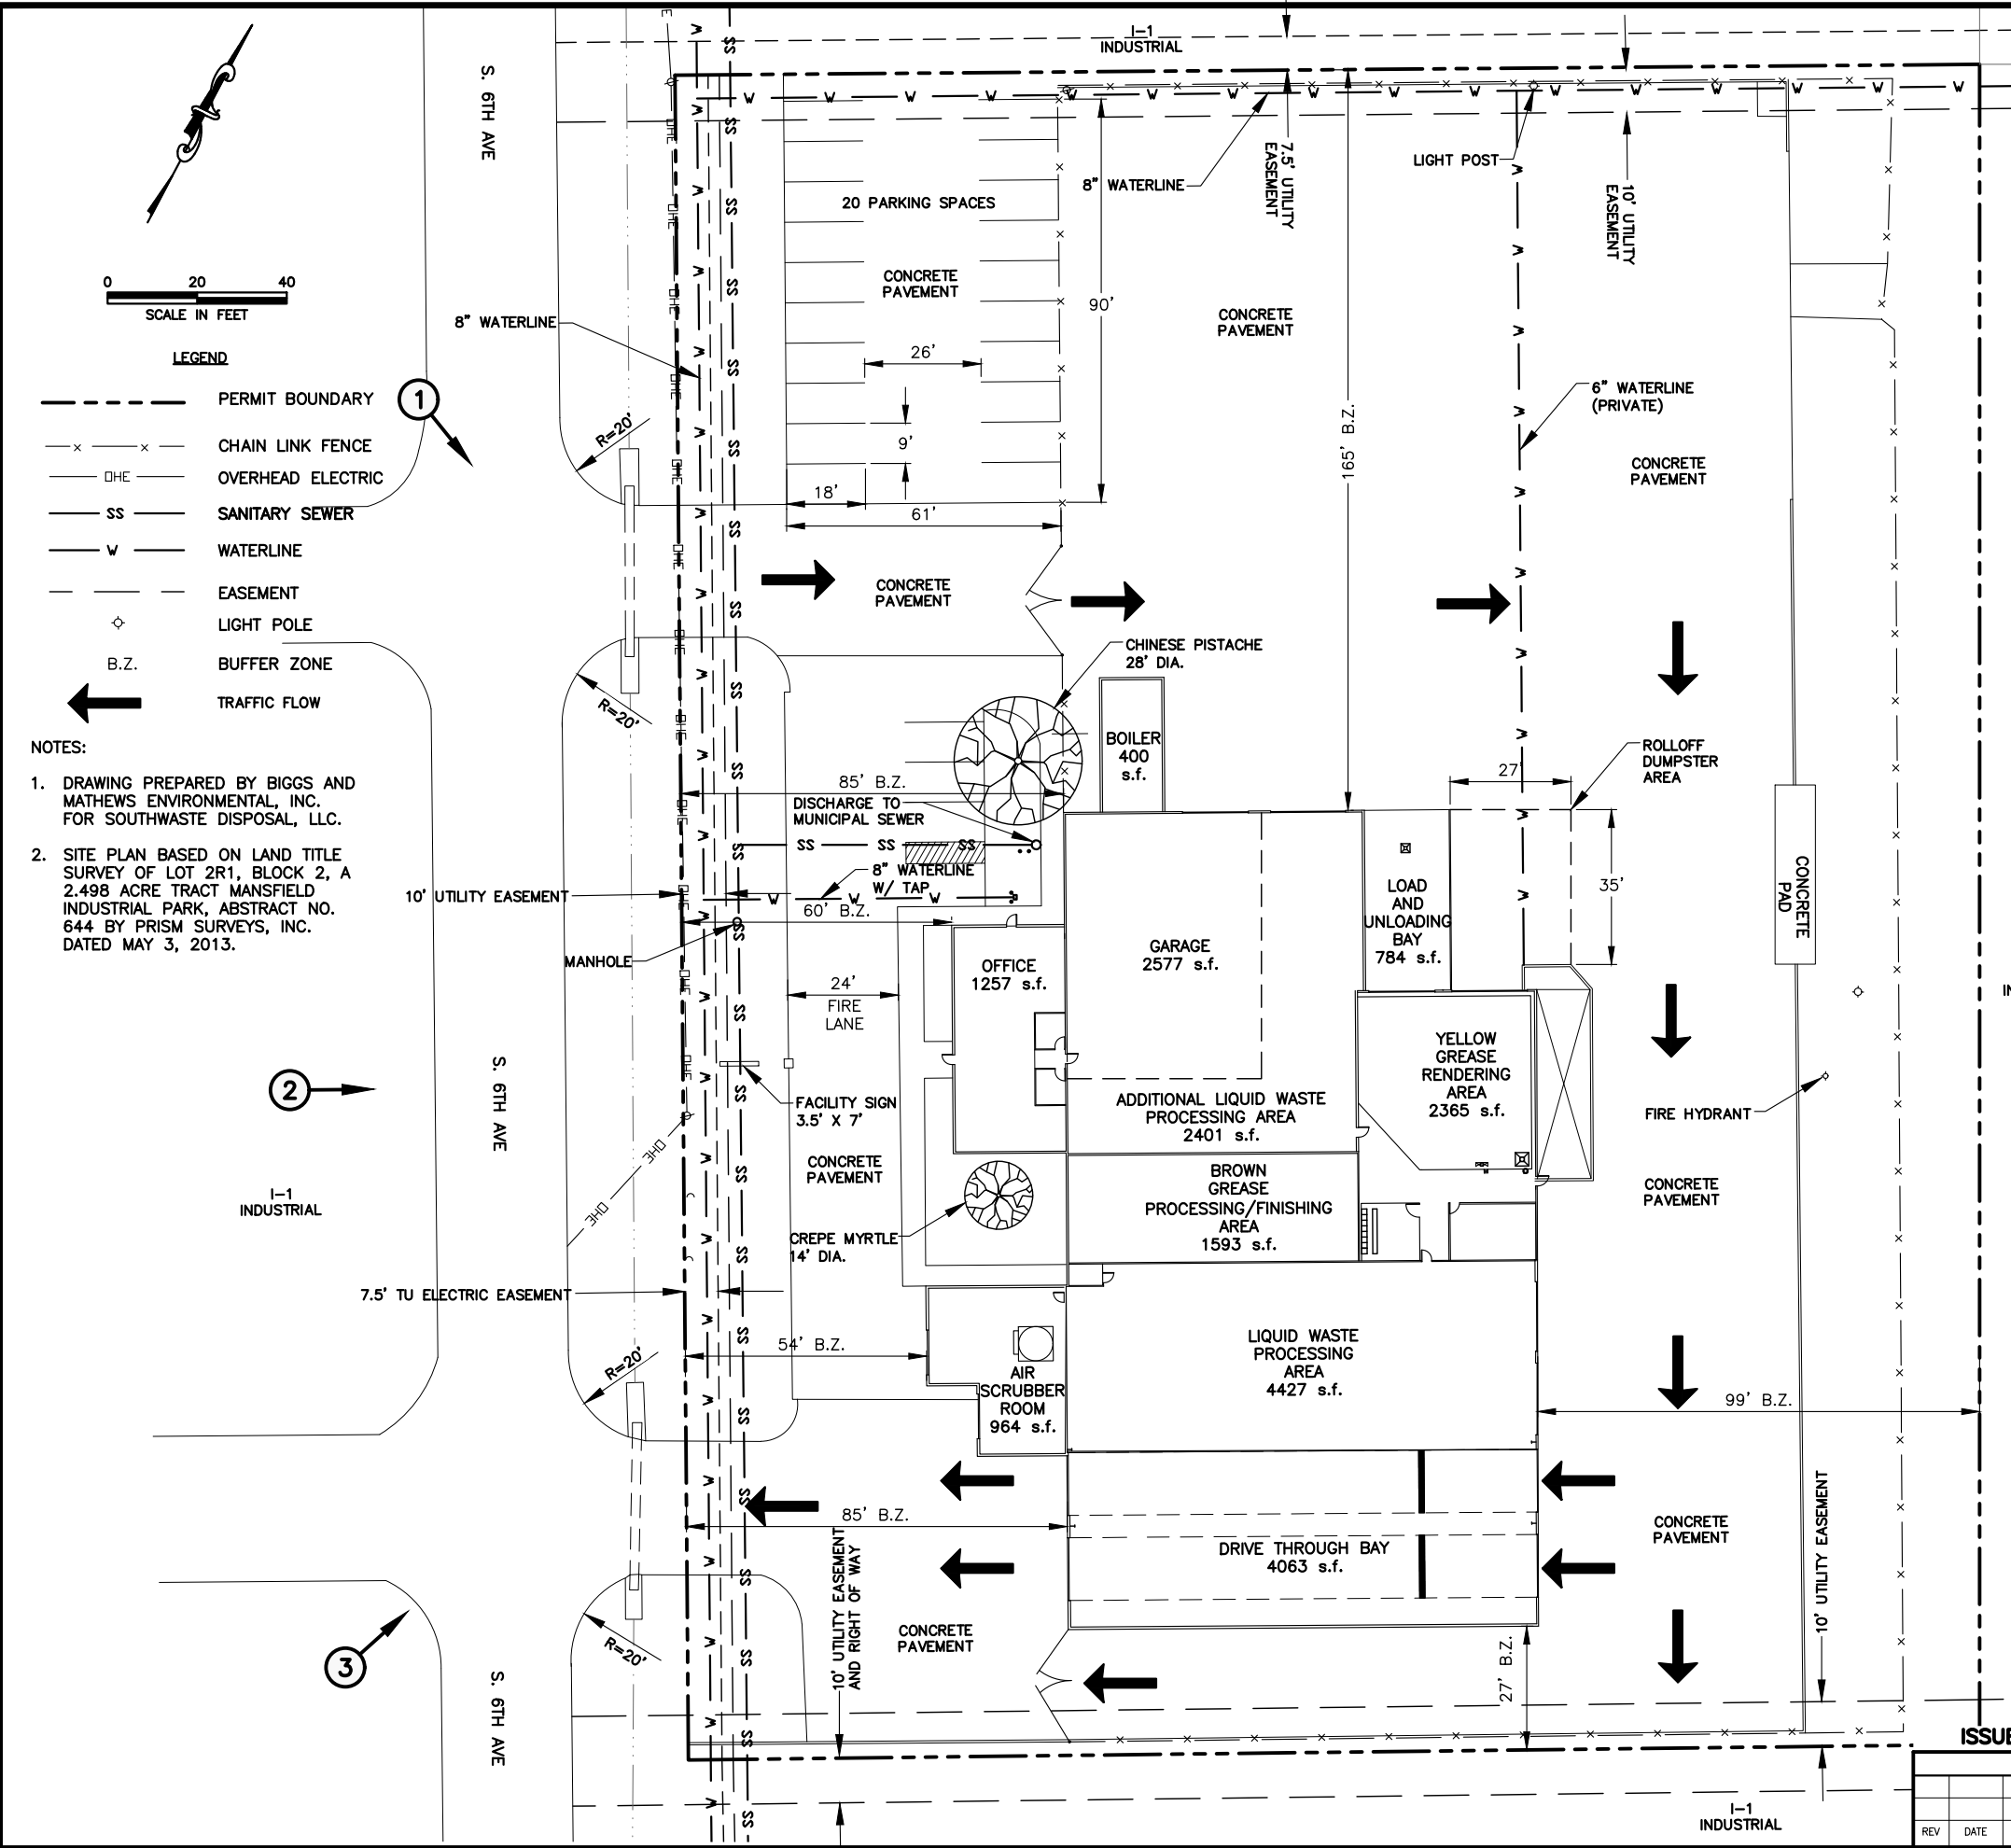 I-1
INDUSTRIAL
S. 6TH AVE
0 20 40
SCALE IN FEET
LEGEND
PERMIT BOUNDARY
CHAIN LINK FENCE
OHE
OVERHEAD ELECTRIC
SS
SANITARY SEWER
W
WATERLINE
EASEMENT
LIGHT POLE
B.Z.
BUFFER ZONE
TRAFFIC FLOW
NOTES:
1. DRAWING PREPARED BY BIGGS AND
MATHEWS ENVIRONMENTAL, INC.
FOR SOUTHWASTE DISPOSAL, LLC.
2. SITE PLAN BASED ON LAND TITLE
SURVEY OF LOT 2R1, BLOCK 2, A
2.498 ACRE TRACT MANSFIELD
INDUSTRIAL PARK, ABSTRACT NO.
644 BY PRISM SURVEYS, INC.
DATED MAY 3, 2013.
1
2
3
I-1
INDUSTRIAL
S. 6TH AVE
S. 6TH AVE
8" WATERLINE
R=20'
R=20'
R=20'
R=20'
20 PARKING SPACES
CONCRETE
PAVEMENT
26'
9'
18'
61'
90'
8" WATERLINE
7.5' UTILITY
EASEMENT
165' B.Z.
LIGHT POST
10' UTILITY
EASEMENT
CONCRETE
PAVEMENT
6" WATERLINE
(PRIVATE)
CONCRETE
PAVEMENT
CONCRETE
PAVEMENT
CHINESE PISTACHE
28' DIA.
BOILER
400
s.f.
85' B.Z.
DISCHARGE TO
MUNICIPAL SEWER
8" WATERLINE
W/ TAP
10' UTILITY EASEMENT
60' B.Z.
MANHOLE
24'
FIRE
LANE
OFFICE
1257 s.f.
GARAGE
2577 s.f.
LOAD
AND
UNLOADING
BAY
784 s.f.
27'
35'
ROLLOFF
DUMPSTER
AREA
CONCRETE
PAD
YELLOW
GREASE
RENDERING
AREA
2365 s.f.
FIRE HYDRANT
FACILITY SIGN
3.5' X 7'
ADDITIONAL LIQUID WASTE
PROCESSING AREA
2401 s.f.
CONCRETE
PAVEMENT
BROWN
GREASE
PROCESSING/FINISHING
AREA
1593 s.f.
CONCRETE
PAVEMENT
CREPE MYRTLE
14' DIA.
7.5' TU ELECTRIC EASEMENT
54' B.Z.
AIR
SCRUBBER
ROOM
964 s.f.
LIQUID WASTE
PROCESSING
AREA
4427 s.f.
99' B.Z.
85' B.Z.
DRIVE THROUGH BAY
4063 s.f.
CONCRETE
PAVEMENT
10' UTILITY EASEMENT
10' UTILITY EASEMENT
AND RIGHT OF WAY
CONCRETE
PAVEMENT
27' B.Z.
I-1
INDUSTRIAL
REV DATE